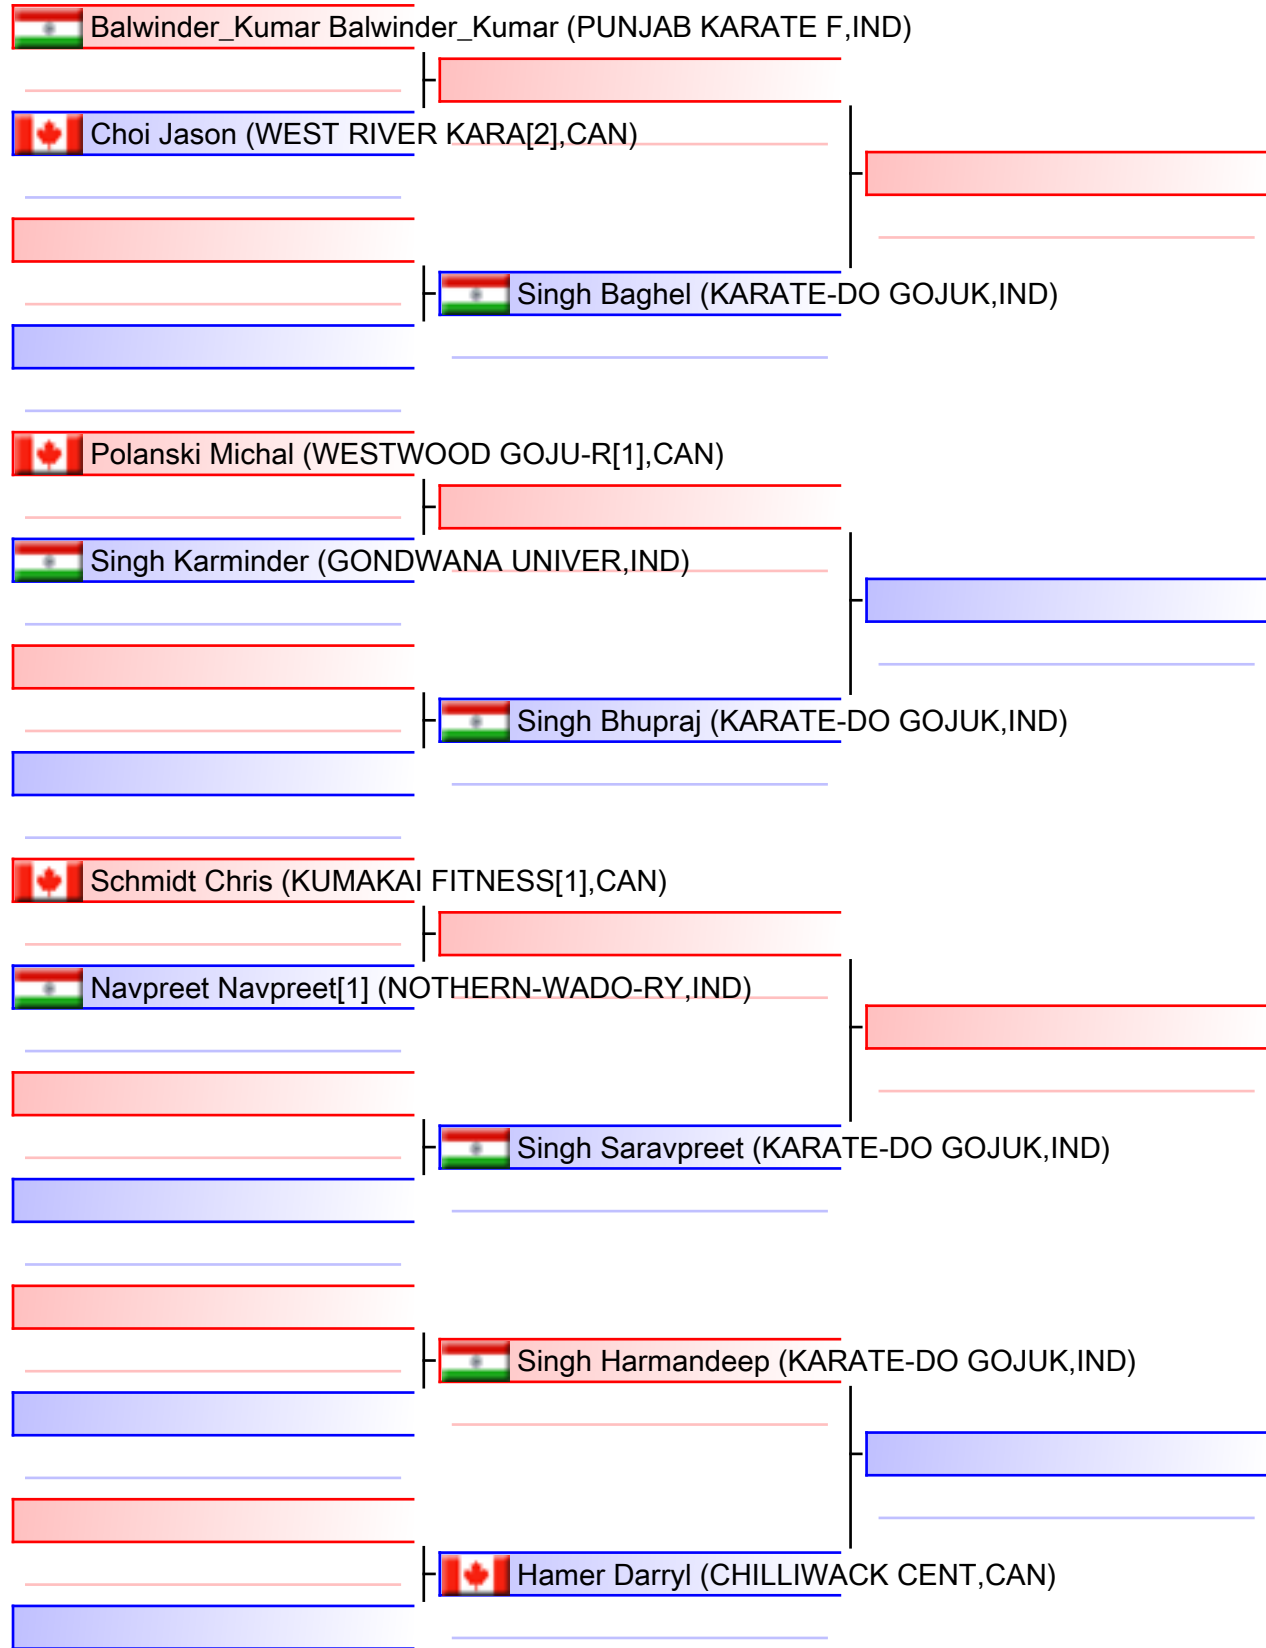 Balwinder_Kumar Balwinder_Kumar (PUNJAB KARATE F,IND)
Choi Jason (WEST RIVER KARA[2],CAN)
Singh Baghel (KARATE-DO GOJUK,IND)
Polanski Michal (WESTWOOD GOJU-R[1],CAN)
Singh Karminder (GONDWANA UNIVER,IND)
Singh Bhupraj (KARATE-DO GOJUK,IND)
Schmidt Chris (KUMAKAI FITNESS[1],CAN)
Navpreet Navpreet[1] (NOTHERN-WADO-RY,IND)
Singh Saravpreet (KARATE-DO GOJUK,IND)
Singh Harmandeep (KARATE-DO GOJUK,IND)
Hamer Darryl (CHILLIWACK CENT,CAN)